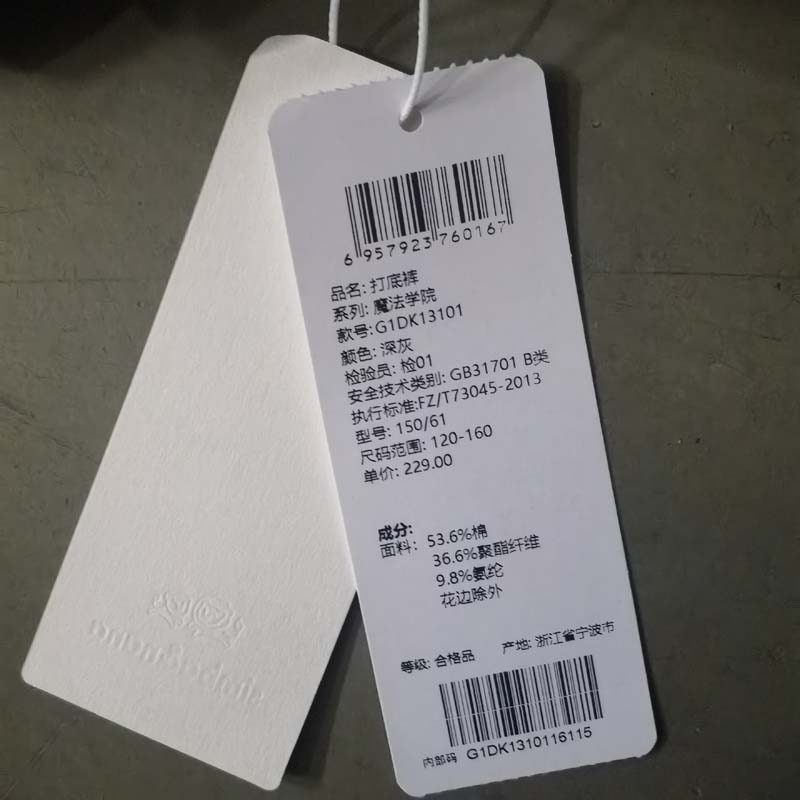 6 957923 760167
品名: 打底裤
系列: 魔法学院
款号: G1DK13101
颜色: 深灰
检验员: 检01
安全技术类别: GB31701 B类
执行标准:FZ/T73045-2013
型号: 150/61
尺码范围: 120-160
单价: 229.00
成分:
面料: 53.6%棉
36.6%聚酯纤维
9.8%氨纶
花边除外
等级: 合格品 产地: 浙江省宁波市
内部码 G1DK1310116115